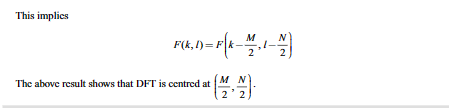 This implies
F(k, l) = F(k − M/2, l − N/2)
The above result shows that DFT is centred at (M/2, N/2).